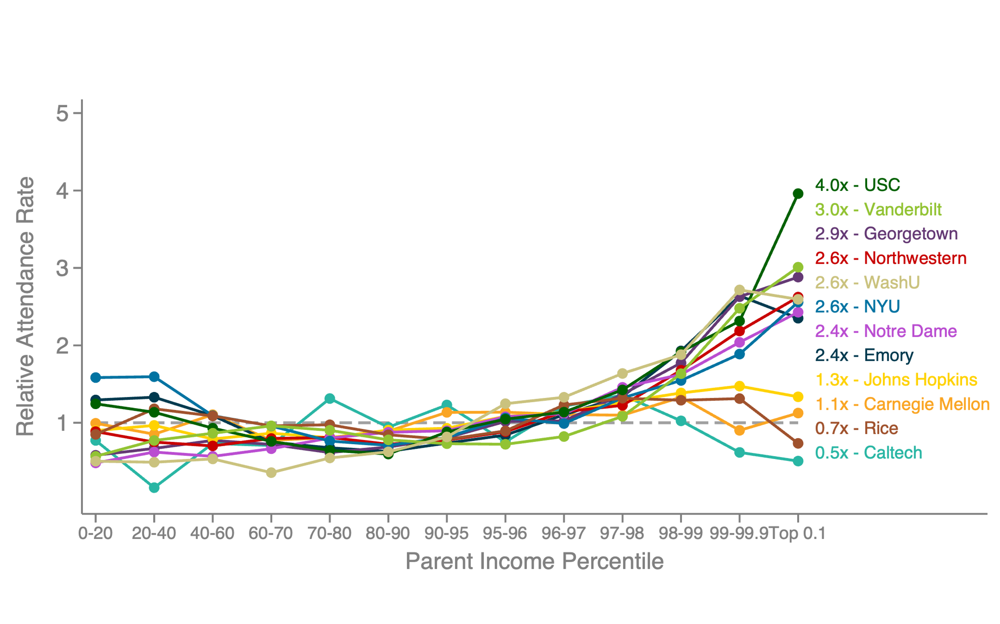 5
4
3
2
1
Relative Attendance Rate
4.0x - USC
3.0x - Vanderbilt
2.9x - Georgetown
2.6x - Northwestern
2.6x - WashU
2.6x - NYU
2.4x - Notre Dame
2.4x - Emory
1.3x - Johns Hopkins
1.1x - Carnegie Mellon
0.7x - Rice
0.5x - Caltech
0-20 20-40 40-60 60-70 70-80 80-90 90-95 95-96 96-97 97-98 98-99 99-99.9 Top 0.1
Parent Income Percentile